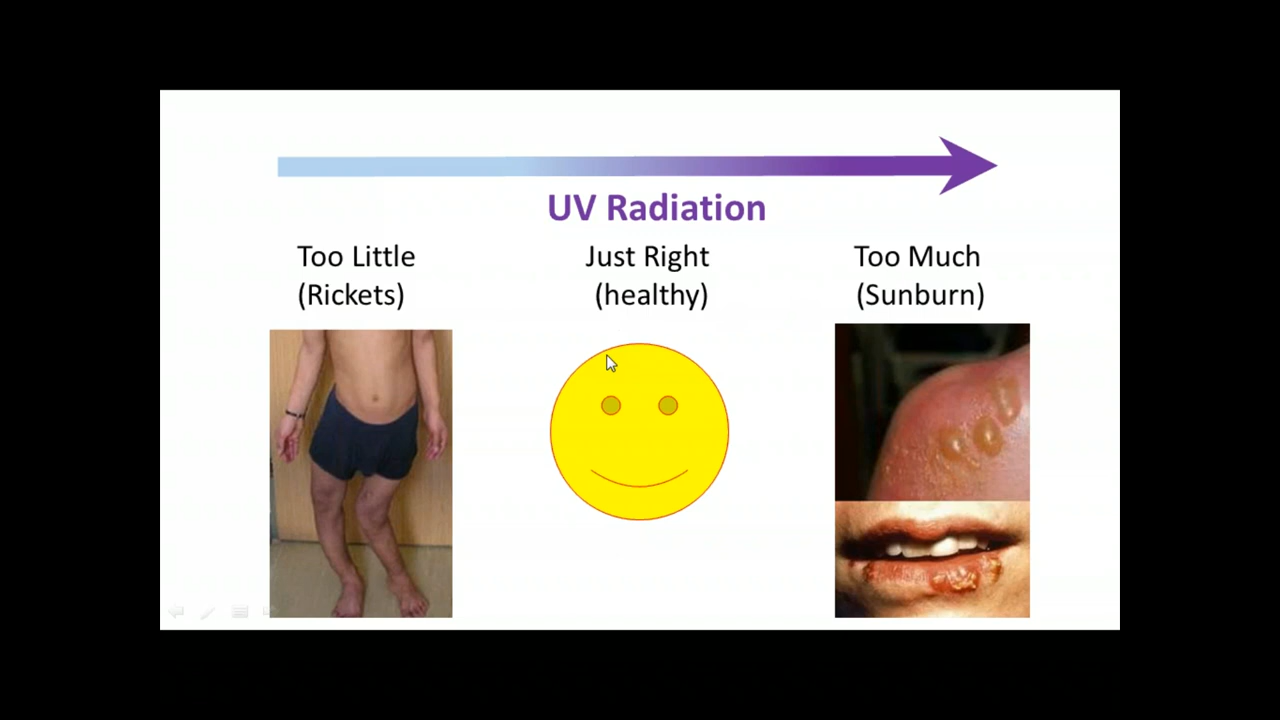 UV Radiation
Too Little
(Rickets)
Just Right
(healthy)
Too Much
(Sunburn)